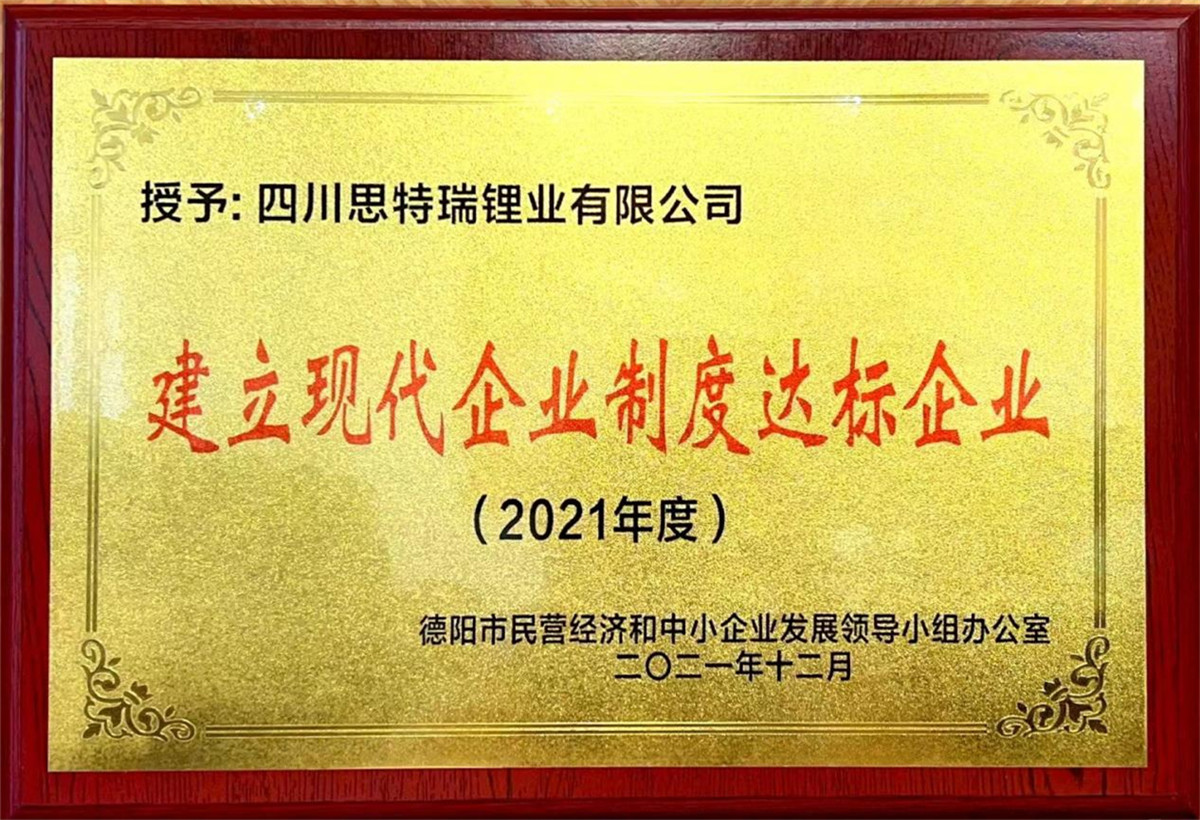 授予: 四川思特瑞锂业有限公司
建立现代企业制度达标企业
（2021年度）
德阳市民营经济和中小企业发展领导小组办公室
二〇二一年十二月